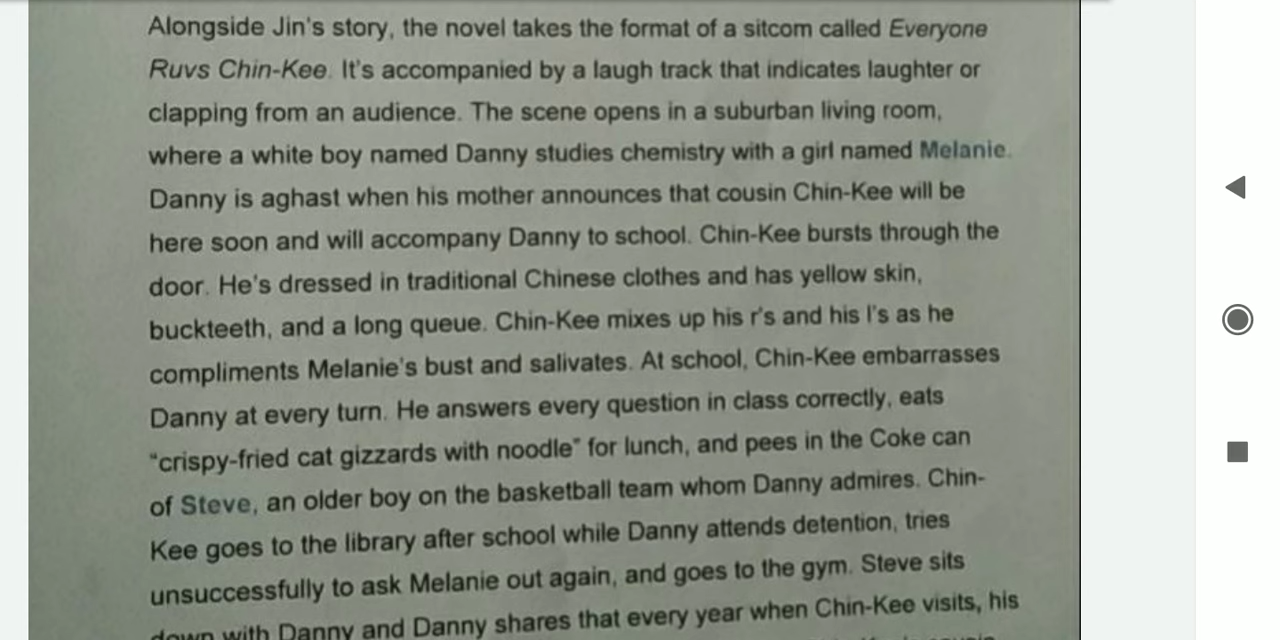 Alongside Jin's story, the novel takes the format of a sitcom called Everyone
Ruvs Chin-Kee. It's accompanied by a laugh track that indicates laughter or
clapping from an audience. The scene opens in a suburban living room,
where a white boy named Danny studies chemistry with a girl named Melanie.
Danny is aghast when his mother announces that cousin Chin-Kee will be
here soon and will accompany Danny to school. Chin-Kee bursts through the
door. He's dressed in traditional Chinese clothes and has yellow skin,
buckteeth, and a long queue. Chin-Kee mixes up his r's and his l's as he
compliments Melanie's bust and salivates. At school, Chin-Kee embarrasses
Danny at every turn. He answers every question in class correctly, eats
"crispy-fried cat gizzards with noodle" for lunch, and pees in the Coke can
of Steve, an older boy on the basketball team whom Danny admires. Chin-
Kee goes to the library after school while Danny attends detention, tries
unsuccessfully to ask Melanie out again, and goes to the gym. Steve sits
down with Danny and Danny shares that every year when Chin-Kee visits, his